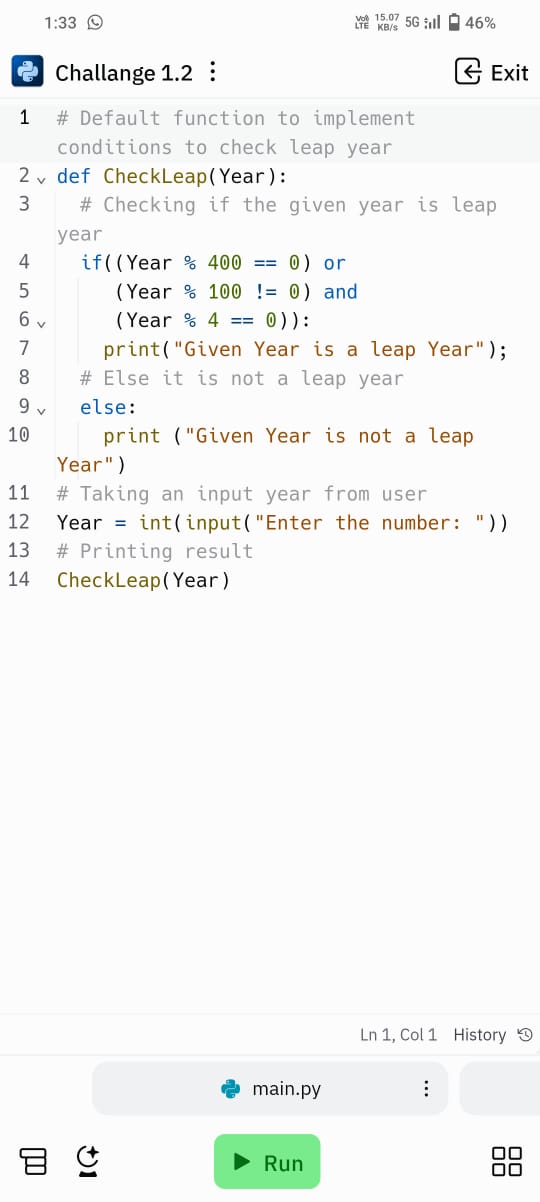 1:33 VoD LTE 15.07 KB/s 5G 46%
Challange 1.2 Exit
1 # Default function to implement
conditions to check leap year
2 def CheckLeap(Year):
3 # Checking if the given year is leap
year
4 if((Year % 400 == 0) or
5 (Year % 100 != 0) and
6 (Year % 4 == 0)):
7 print("Given Year is a leap Year");
8 # Else it is not a leap year
9 else:
10 print ("Given Year is not a leap
Year")
11 # Taking an input year from user
12 Year = int(input("Enter the number: "))
13 # Printing result
14 CheckLeap(Year)
Ln 1, Col 1 History
main.py
Run